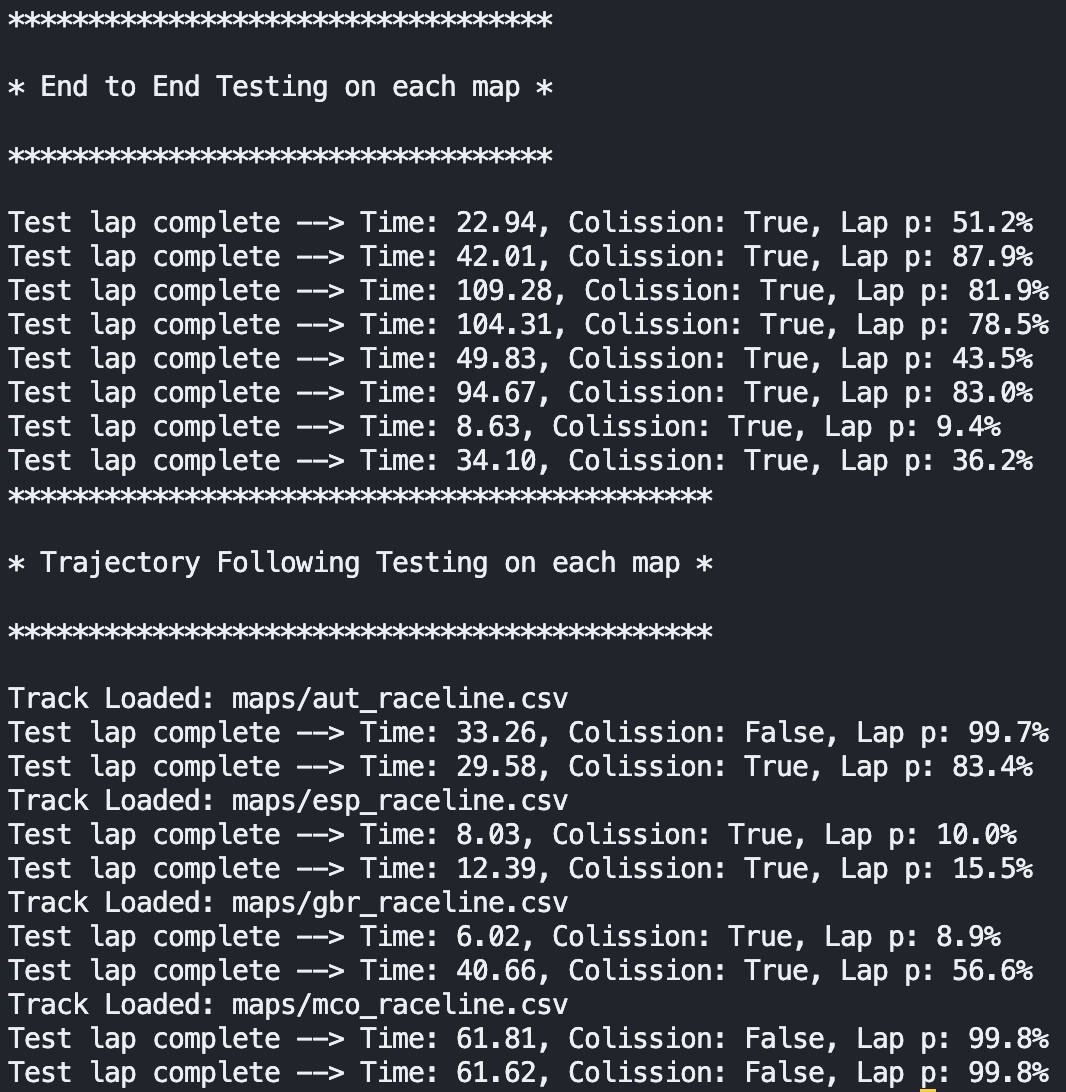 **********************************
* End to End Testing on each map *
**********************************
Test lap complete --> Time: 22.94, Colission: True, Lap p: 51.2%
Test lap complete --> Time: 42.01, Colission: True, Lap p: 87.9%
Test lap complete --> Time: 109.28, Colission: True, Lap p: 81.9%
Test lap complete --> Time: 104.31, Colission: True, Lap p: 78.5%
Test lap complete --> Time: 49.83, Colission: True, Lap p: 43.5%
Test lap complete --> Time: 94.67, Colission: True, Lap p: 83.0%
Test lap complete --> Time: 8.63, Colission: True, Lap p: 9.4%
Test lap complete --> Time: 34.10, Colission: True, Lap p: 36.2%
********************************************
* Trajectory Following Testing on each map *
********************************************
Track Loaded: maps/aut_raceline.csv
Test lap complete --> Time: 33.26, Colission: False, Lap p: 99.7%
Test lap complete --> Time: 29.58, Colission: True, Lap p: 83.4%
Track Loaded: maps/esp_raceline.csv
Test lap complete --> Time: 8.03, Colission: True, Lap p: 10.0%
Test lap complete --> Time: 12.39, Colission: True, Lap p: 15.5%
Track Loaded: maps/gbr_raceline.csv
Test lap complete --> Time: 6.02, Colission: True, Lap p: 8.9%
Test lap complete --> Time: 40.66, Colission: True, Lap p: 56.6%
Track Loaded: maps/mco_raceline.csv
Test lap complete --> Time: 61.81, Colission: False, Lap p: 99.8%
Test lap complete --> Time: 61.62, Colission: False, Lap p: 99.8%